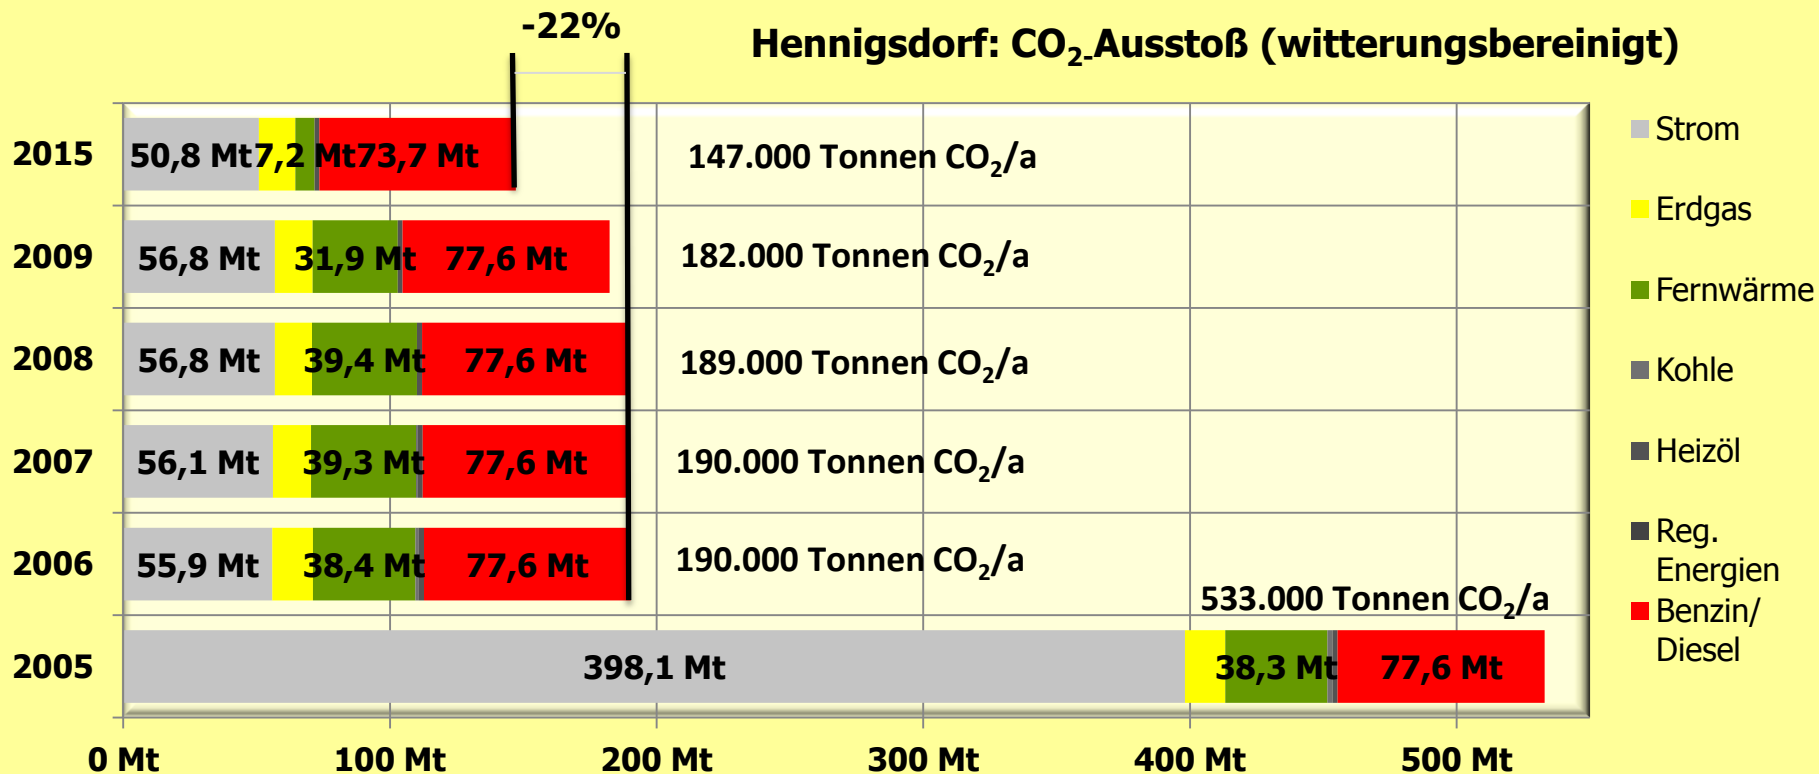 -22%
Hennigsdorf: CO₂-Ausstoß (witterungsbereinigt)
2015
50,8 Mt
7,2 Mt
73,7 Mt
147.000 Tonnen CO₂/a
2009
56,8 Mt
31,9 Mt
77,6 Mt
182.000 Tonnen CO₂/a
2008
56,8 Mt
39,4 Mt
77,6 Mt
189.000 Tonnen CO₂/a
2007
56,1 Mt
39,3 Mt
77,6 Mt
190.000 Tonnen CO₂/a
2006
55,9 Mt
38,4 Mt
77,6 Mt
190.000 Tonnen CO₂/a
533.000 Tonnen CO₂/a
2005
398,1 Mt
38,3 Mt
77,6 Mt
0 Mt
100 Mt
200 Mt
300 Mt
400 Mt
500 Mt
Strom
Erdgas
Fernwärme
Kohle
Heizöl
Reg.
Energien
Benzin/
Diesel